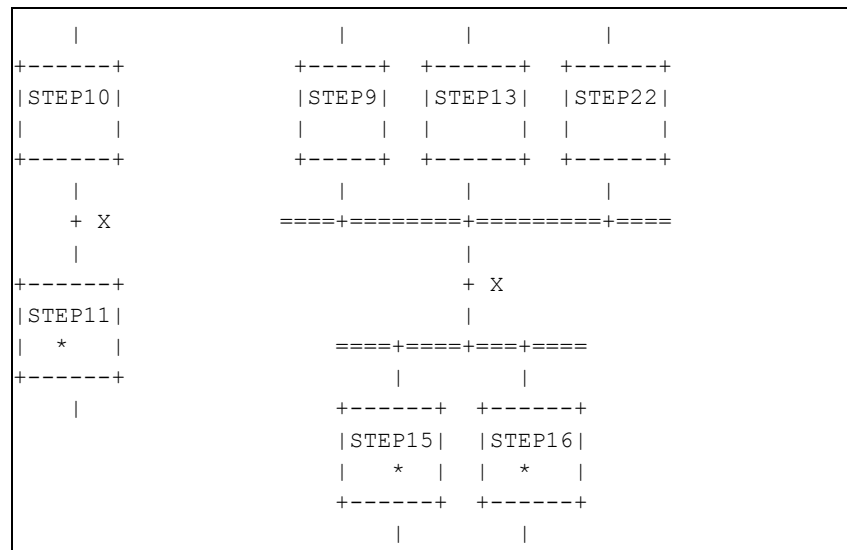 |                     |         |          |
+------+             +-----+  +------+  +------+
|STEP10|             |STEP9|  |STEP13|  |STEP22|
|      |             |     |  |      |  |      |
+------+             +-----+  +------+  +------+
    |                   |         |          |
    + X            ====+========+=========+====
    |                             |
+------+                          + X
|STEP11|                          |
|  *   |               ====+====+===+====
+------+                    |        |
    |                   +------+  +------+
                        |STEP15|  |STEP16|
                        |   *  |  |  *   |
                        +------+  +------+
                            |        |